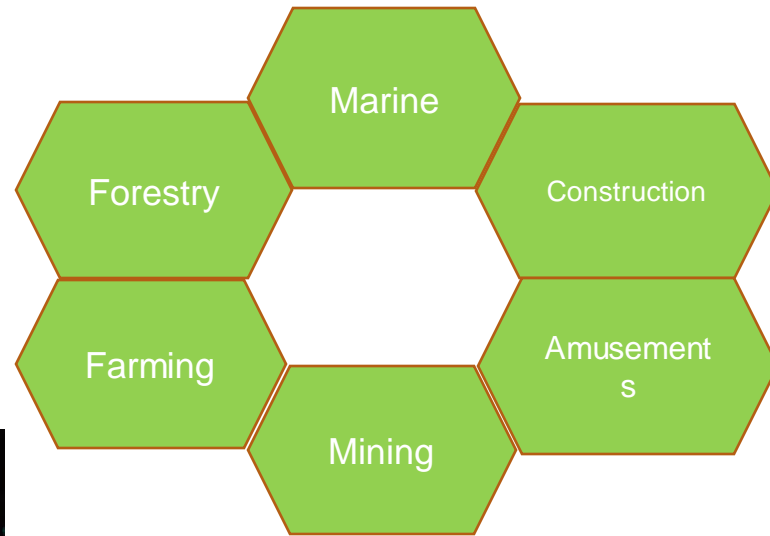 Marine
Forestry
Construction
Farming
Amusement
s
Mining